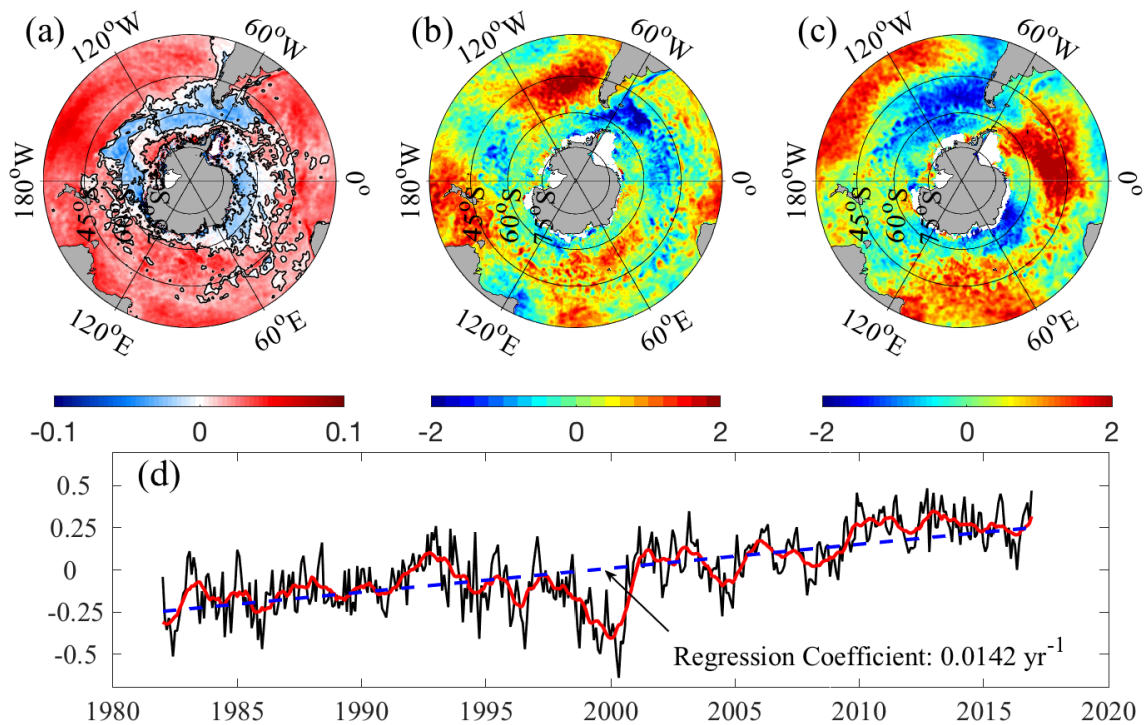 (a) 120°W 60°W
(b) 120°W 60°W
(c) 120°W 60°W
180°W 45°S 0°
180°W 45°S 60°S 75°S 0°
180°W 45°S 60°S 75°S 0°
120°E 60°E
120°E 60°E
120°E 60°E
-0.1 0 0.1
-2 0 2
-2 0 2
(d)
0.5
0.25
0
-0.25
-0.5
Regression Coefficient: 0.0142 yr-1
1980 1985 1990 1995 2000 2005 2010 2015 2020